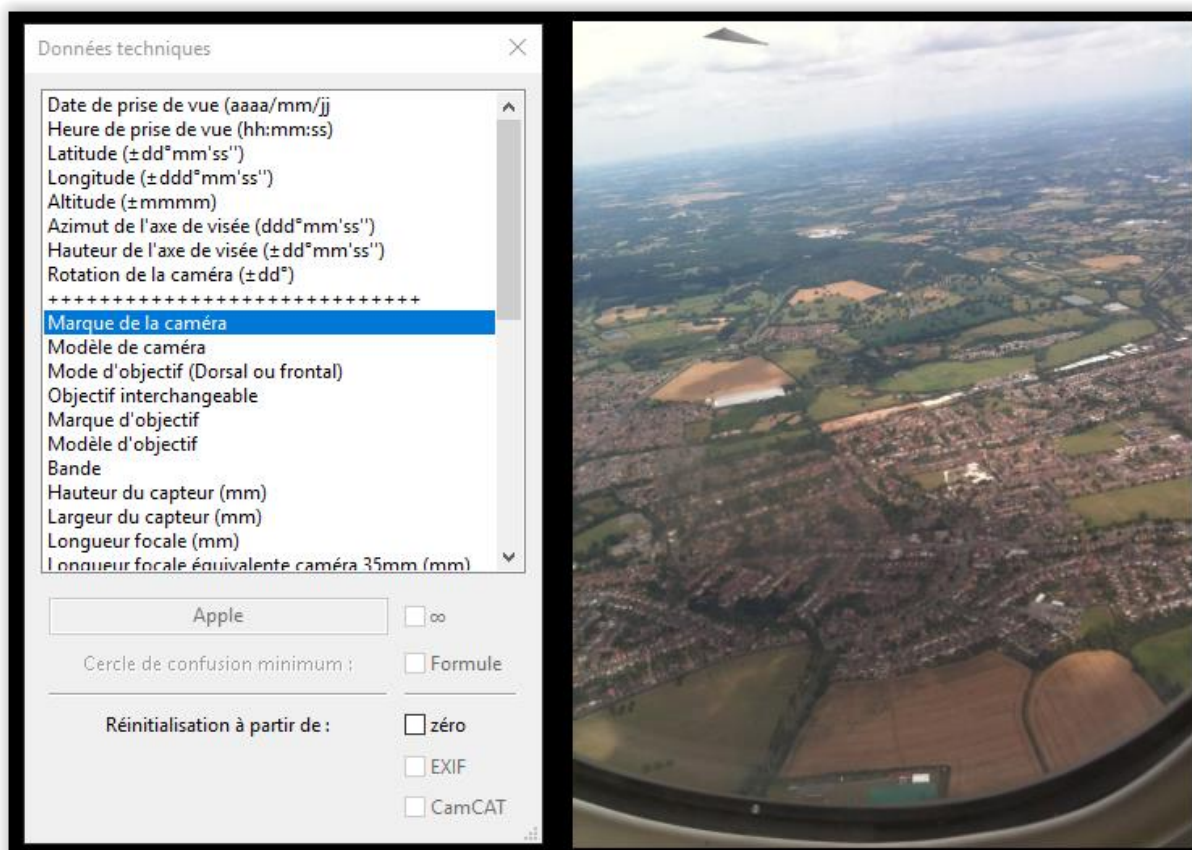 Données techniques
Date de prise de vue (aaaa/mm/jj
Heure de prise de vue (hh:mm:ss)
Latitude (±dd°mm'ss'')
Longitude (±ddd°mm'ss'')
Altitude (±mmmm)
Azimut de l'axe de visée (ddd°mm'ss'')
Hauteur de l'axe de visée (±dd°mm'ss'')
Rotation de la caméra (±dd°)
+++++++++++++++++++++++++++++
Marque de la caméra
Modèle de caméra
Mode d'objectif (Dorsal ou frontal)
Objectif interchangeable
Marque d'objectif
Modèle d'objectif
Bande
Hauteur du capteur (mm)
Largeur du capteur (mm)
Longueur focale (mm)
Longueur focale équivalente caméra 35mm (mm)
Apple
∞
Cercle de confusion minimum :
Formule
Réinitialisation à partir de :
zéro
EXIF
CamCAT